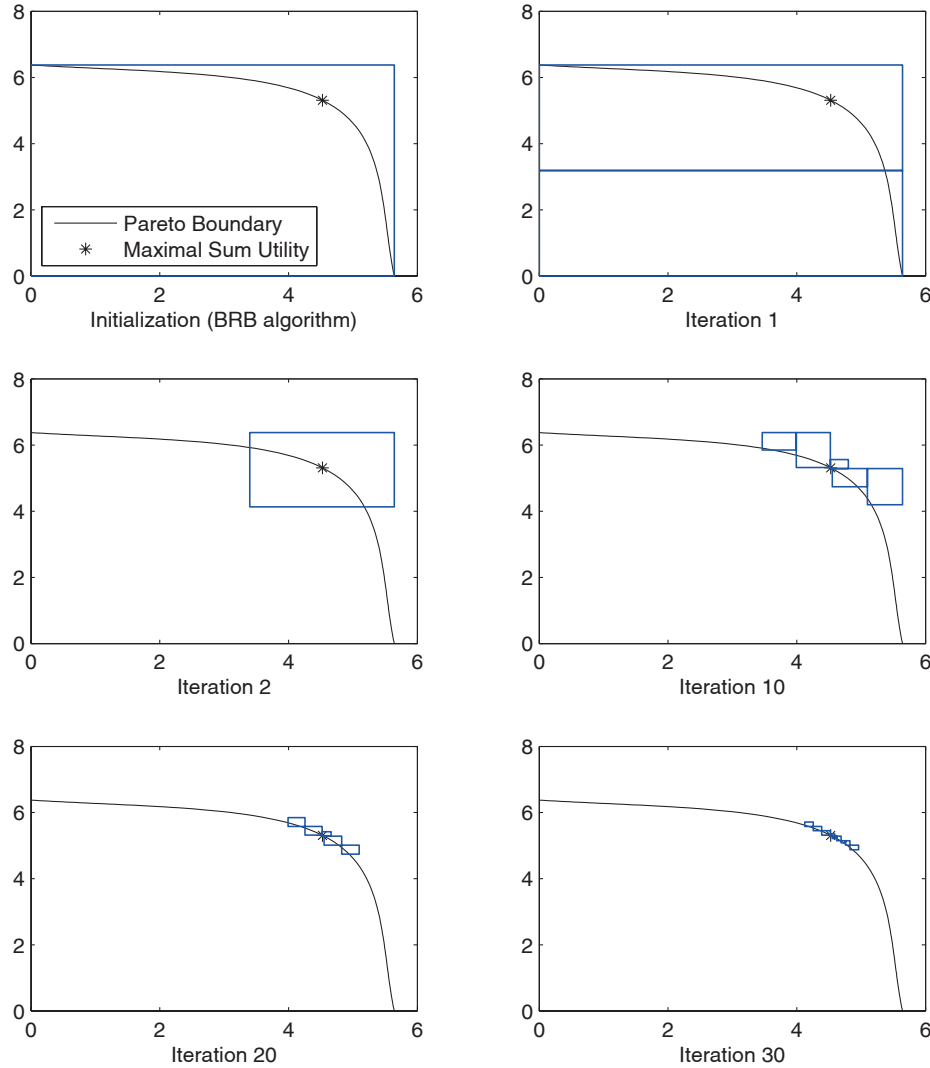 8
6
4
2
0
Pareto Boundary
Maximal Sum Utility
0 2 4 6
Initialization (BRB algorithm)
8
6
4
2
0
0 2 4 6
Iteration 1
8
6
4
2
0
0 2 4 6
Iteration 2
8
6
4
2
0
0 2 4 6
Iteration 10
8
6
4
2
0
0 2 4 6
Iteration 20
8
6
4
2
0
0 2 4 6
Iteration 30